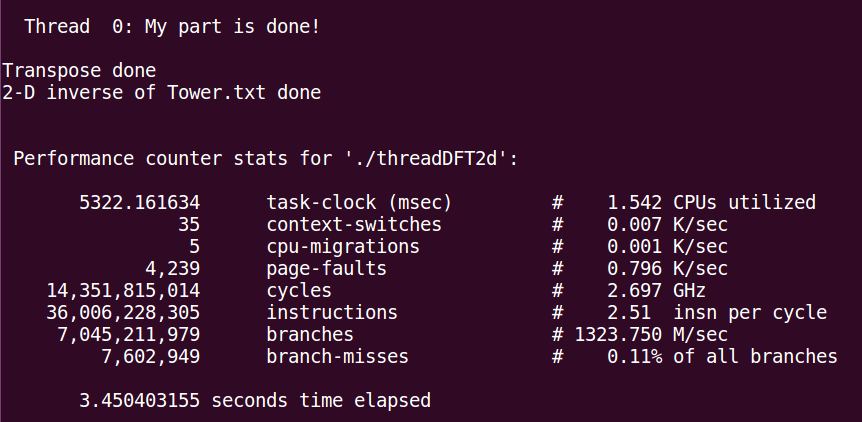 Thread  0: My part is done!
Transpose done
2-D inverse of Tower.txt done
Performance counter stats for './threadDFT2d':
5322.161634      task-clock (msec)         #    1.542 CPUs utilized
35      context-switches          #    0.007 K/sec
5      cpu-migrations            #    0.001 K/sec
4,239      page-faults               #    0.796 K/sec
14,351,815,014      cycles                    #    2.697 GHz
36,006,228,305      instructions              #    2.51  insn per cycle
7,045,211,979      branches                  # 1323.750 M/sec
7,602,949      branch-misses             #    0.11% of all branches
3.450403155 seconds time elapsed